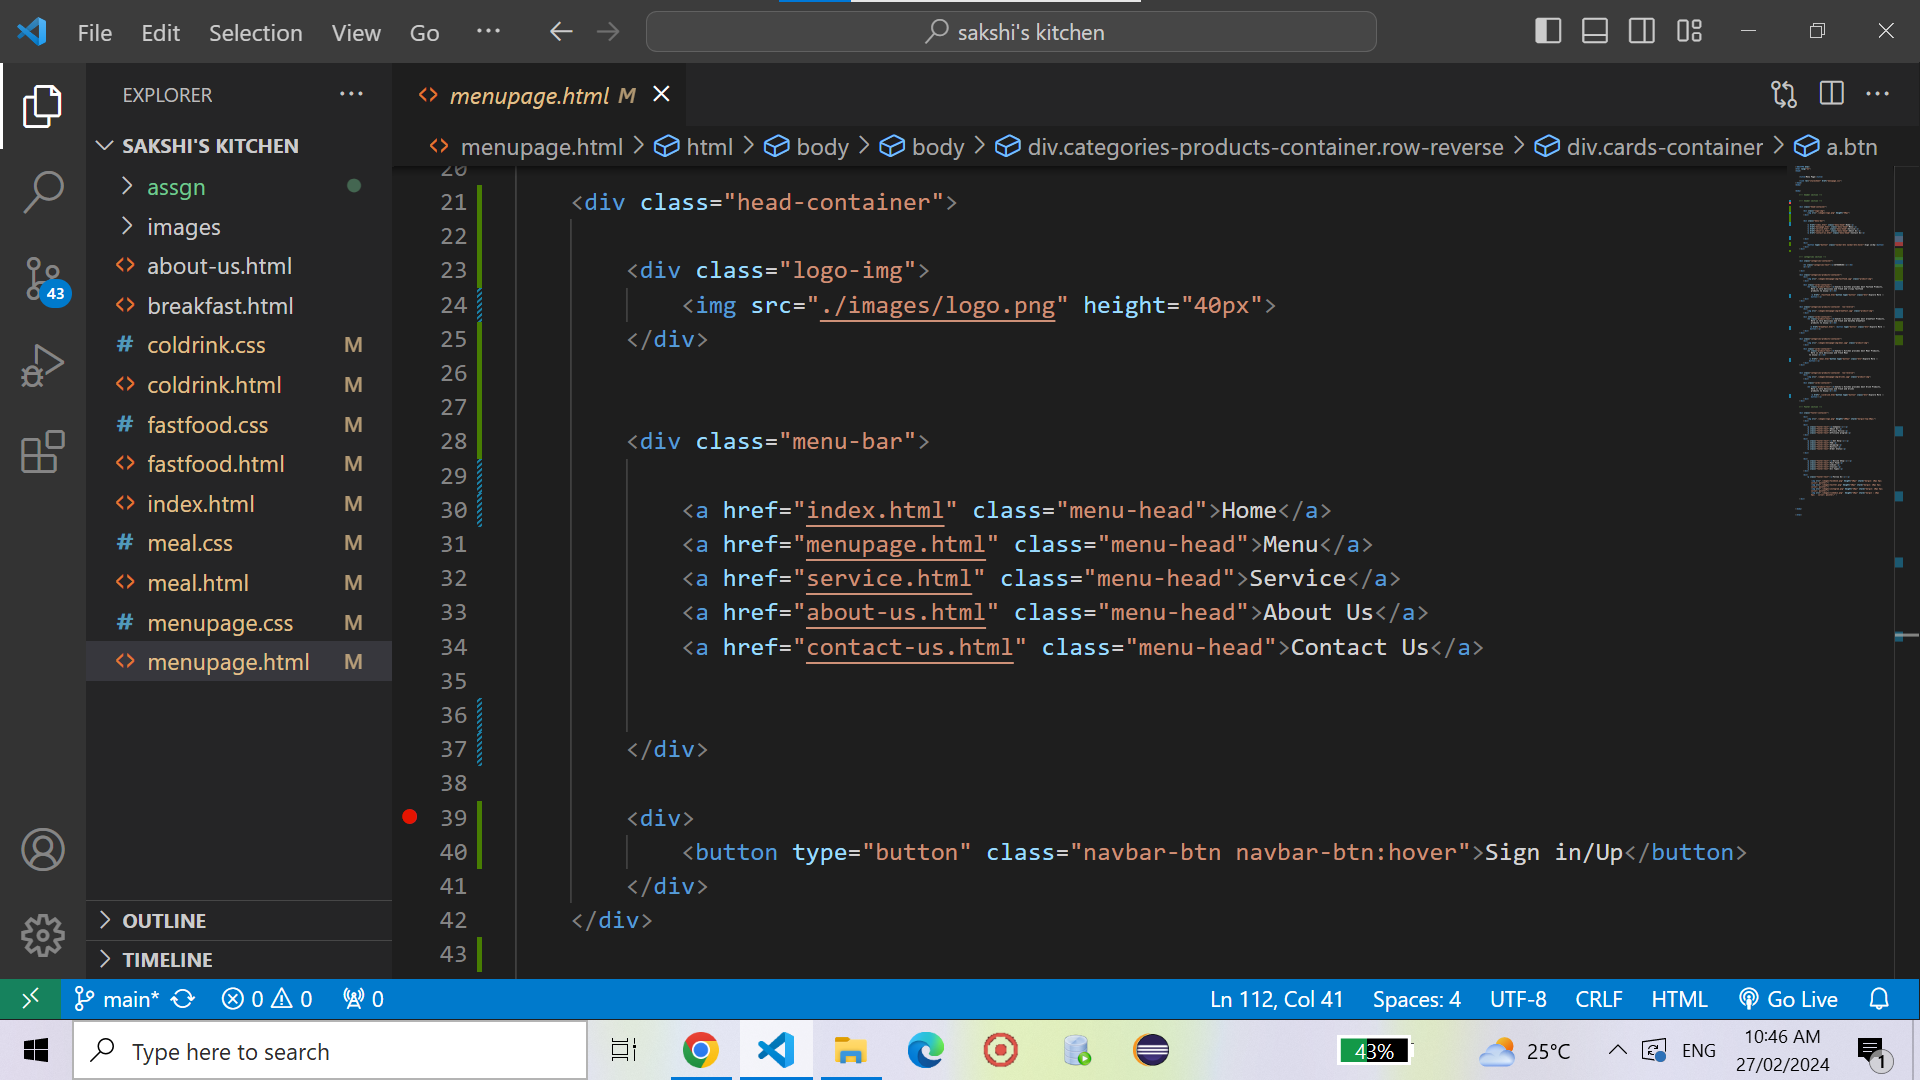 File Edit Selection View Go ··· sakshi's kitchen
EXPLORER ···
SAKSHI'S KITCHEN
assgn
images
about-us.html
breakfast.html
coldrink.css M
coldrink.html M
fastfood.css M
fastfood.html M
index.html M
meal.css M
meal.html M
menupage.css M
menupage.html M
OUTLINE
TIMELINE
43
menupage.html M
menupage.html > html > body > body > div.categories-products-container.row-reverse > div.cards-container > a.btn
20
21 <div class="head-container">
22
23 <div class="logo-img">
24 <img src="./images/logo.png" height="40px">
25 </div>
26
27
28 <div class="menu-bar">
29
30 <a href="index.html" class="menu-head">Home</a>
31 <a href="menupage.html" class="menu-head">Menu</a>
32 <a href="service.html" class="menu-head">Service</a>
33 <a href="about-us.html" class="menu-head">About Us</a>
34 <a href="contact-us.html" class="menu-head">Contact Us</a>
35
36
37 </div>
38
39 <div>
40 <button type="button" class="navbar-btn navbar-btn:hover">Sign in/Up</button>
41 </div>
42 </div>
43
main* 0 0 0 Ln 112, Col 41 Spaces: 4 UTF-8 CRLF HTML Go Live
Type here to search 43% 25°C ENG 10:46 AM
27/02/2024 1